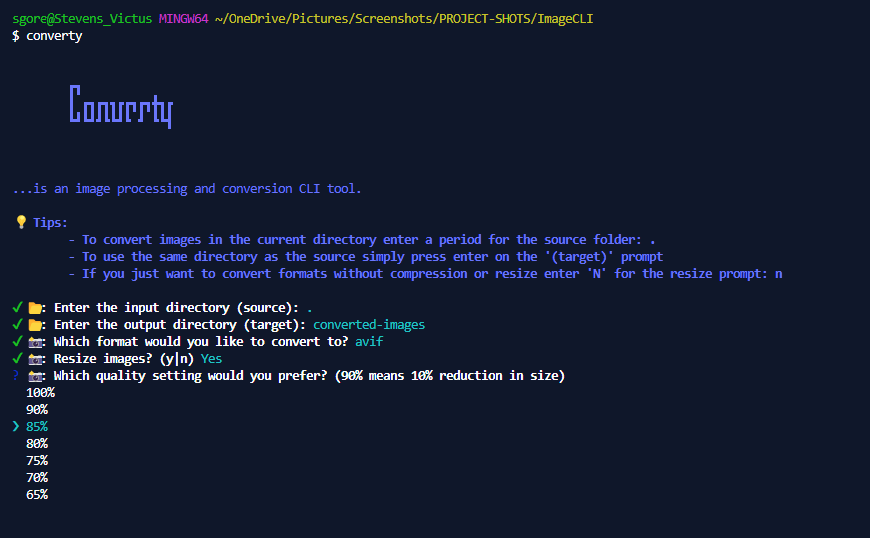 sgore@Stevens_Victus MINGW64 ~/OneDrive/Pictures/Screenshots/PROJECT-SHOTS/ImageCLI
$ converty
Converty
...is an image processing and conversion CLI tool.
💡 Tips:
- To convert images in the current directory enter a period for the source folder: .
- To use the same directory as the source simply press enter on the '(target)' prompt
- If you just want to convert formats without compression or resize enter 'N' for the resize prompt: n
✔ 📂: Enter the input directory (source): .
✔ 📂: Enter the output directory (target): converted-images
✔ 📷: Which format would you like to convert to? avif
✔ 📷: Resize images? (y|n) Yes
? 📷: Which quality setting would you prefer? (90% means 10% reduction in size)
100%
90%
❯ 85%
80%
75%
70%
65%